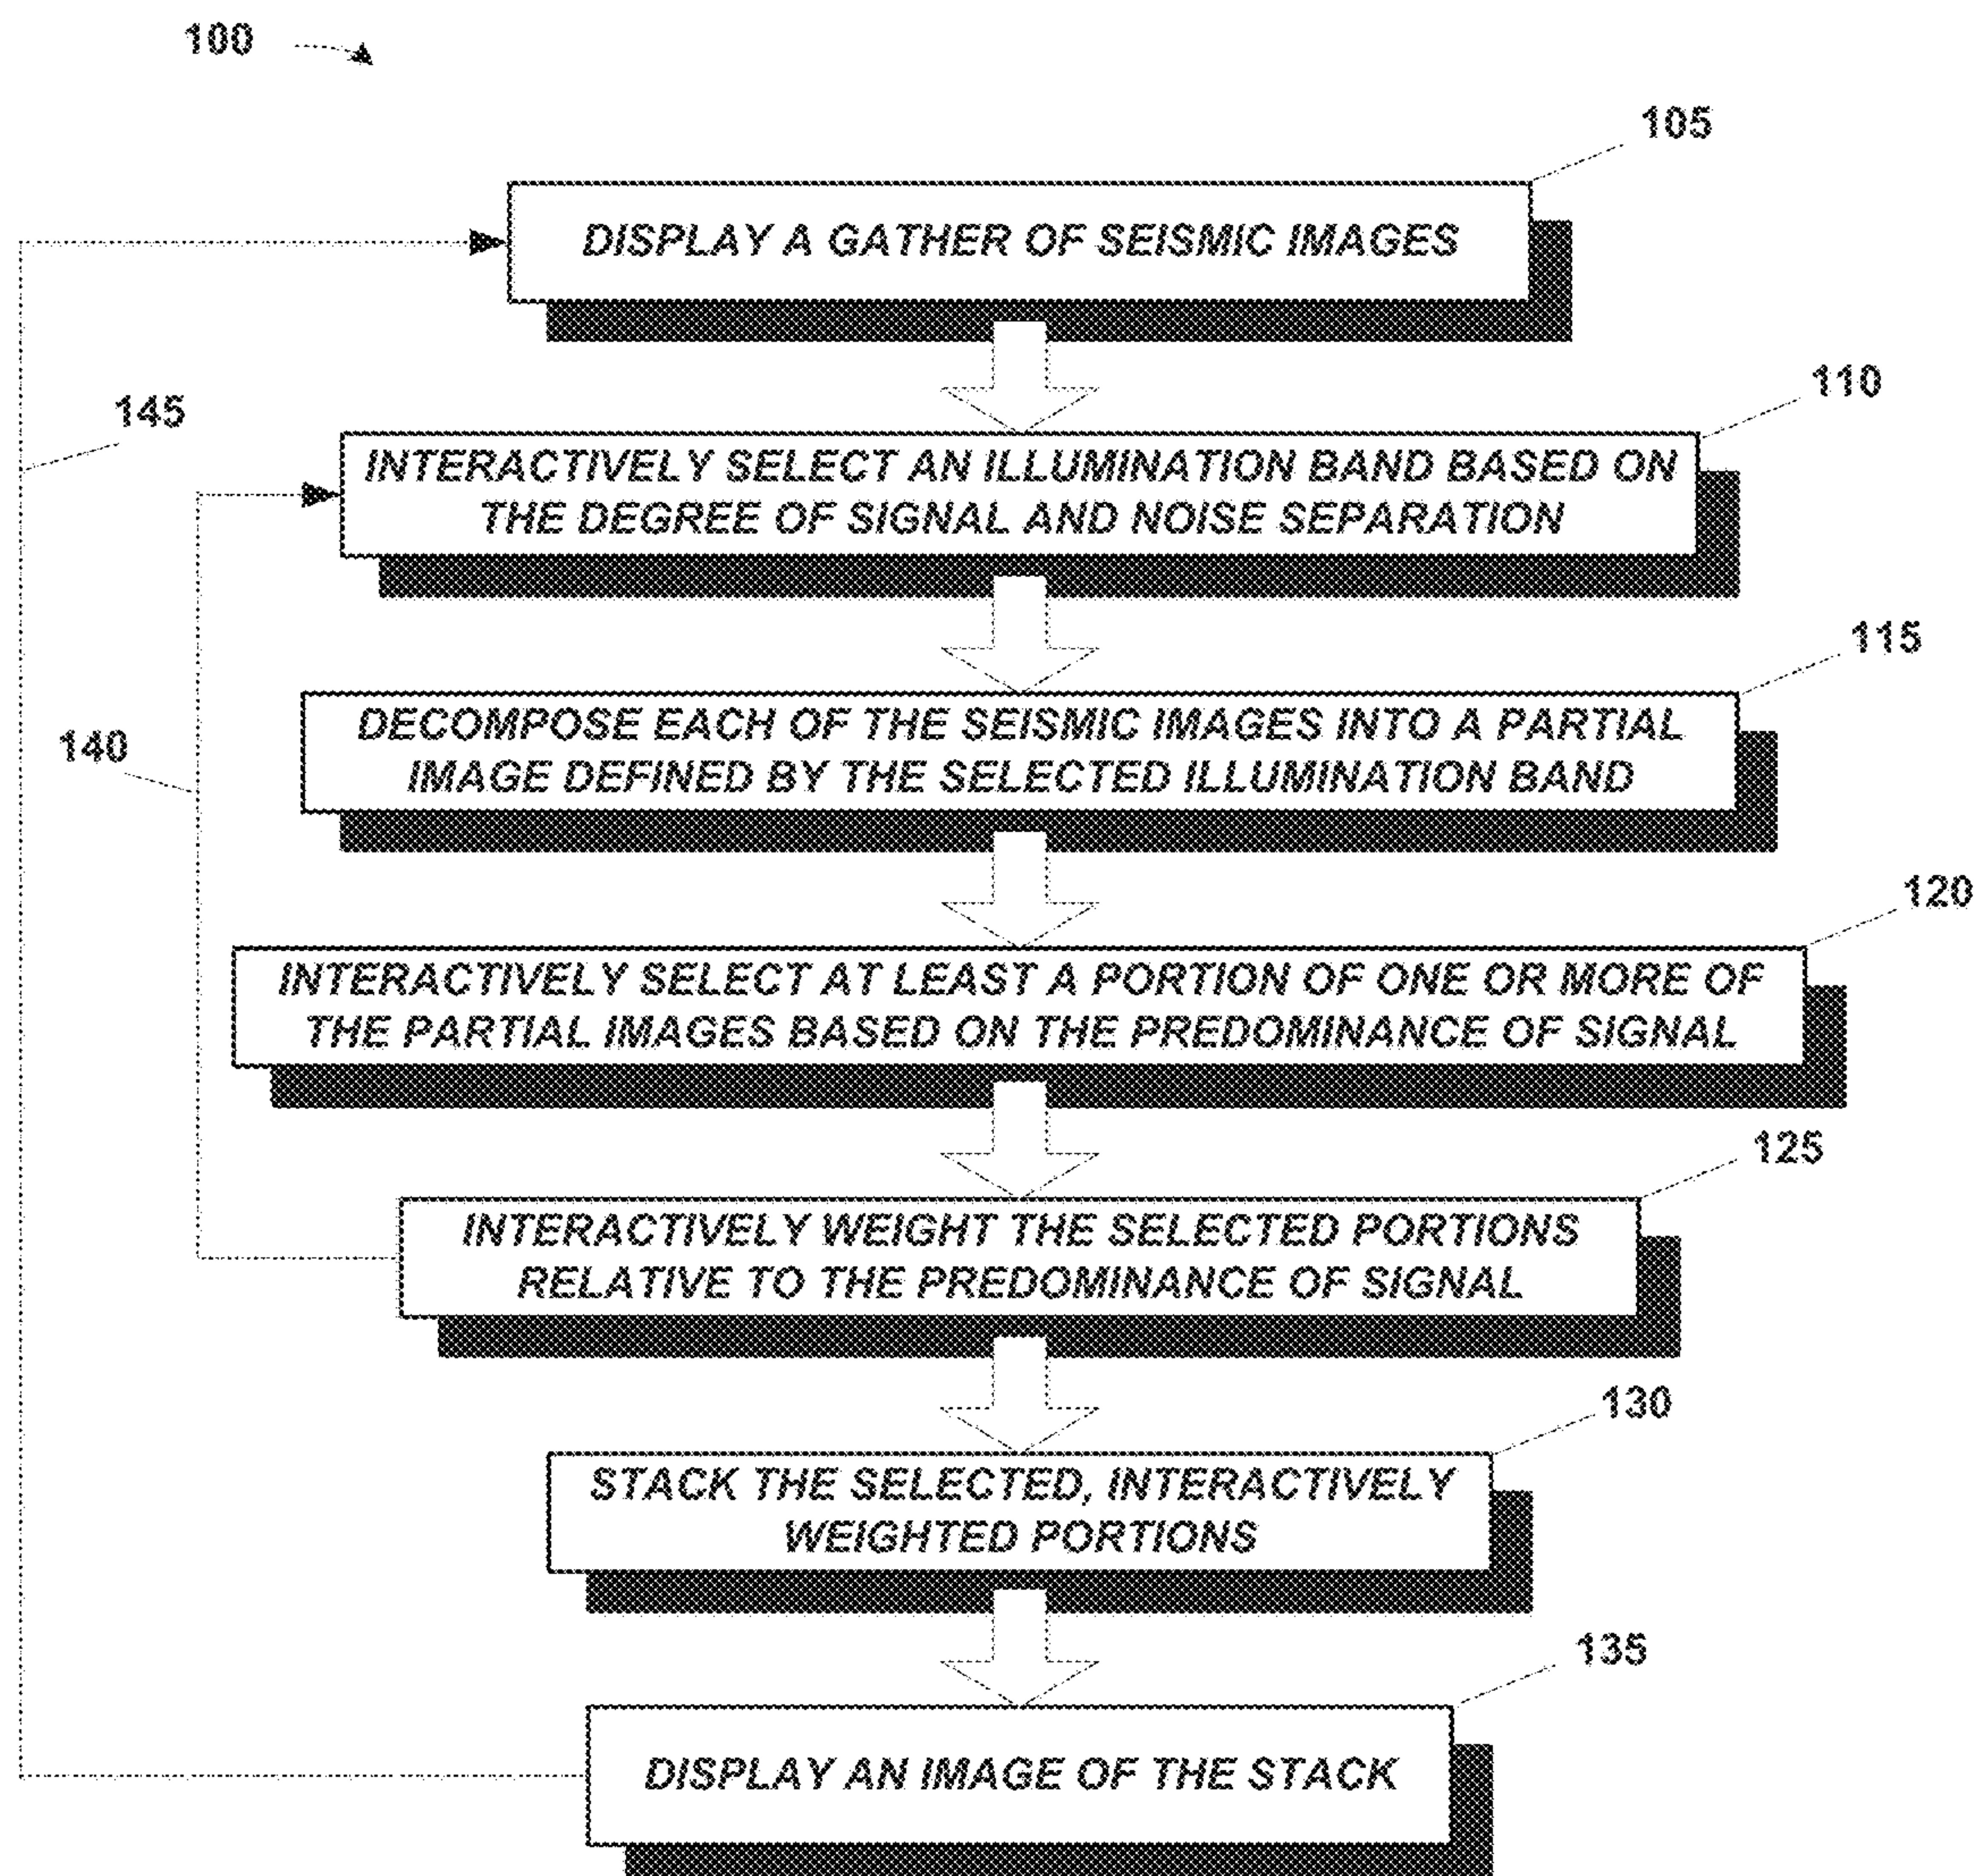 100
105
DISPLAY A GATHER OF SEISMIC IMAGES
110
145
INTERACTIVELY SELECT AN ILLUMINATION BAND BASED ON
THE DEGREE OF SIGNAL AND NOISE SEPARATION
115
DECOMPOSE EACH OF THE SEISMIC IMAGES INTO A PARTIAL
IMAGE DEFINED BY THE SELECTED ILLUMINATION BAND
140
120
INTERACTIVELY SELECT AT LEAST A PORTION OF ONE OR MORE OF
THE PARTIAL IMAGES BASED ON THE PREDOMINANCE OF SIGNAL
125
INTERACTIVELY WEIGHT THE SELECTED PORTIONS
RELATIVE TO THE PREDOMINANCE OF SIGNAL
130
STACK THE SELECTED, INTERACTIVELY
WEIGHTED PORTIONS
135
DISPLAY AN IMAGE OF THE STACK